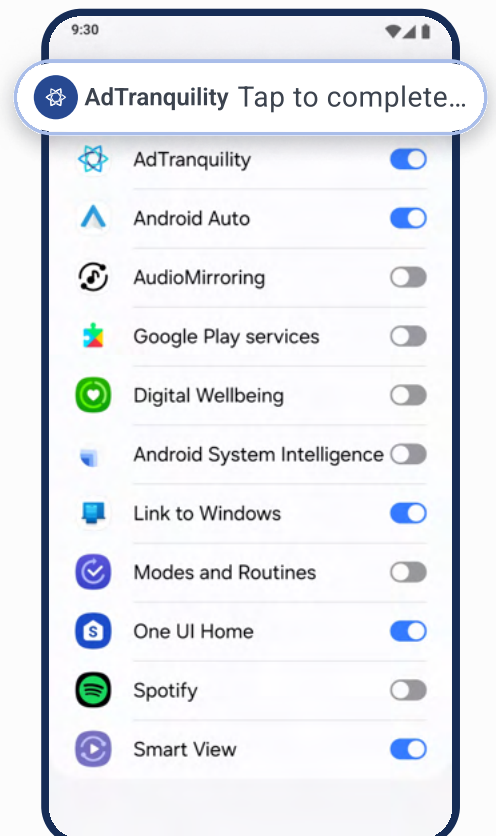 9:30
AdTranquility Tap to complete...
AdTranquility
Android Auto
AudioMirroring
Google Play services
Digital Wellbeing
Android System Intelligence
Link to Windows
Modes and Routines
One UI Home
S
Spotify
Smart View